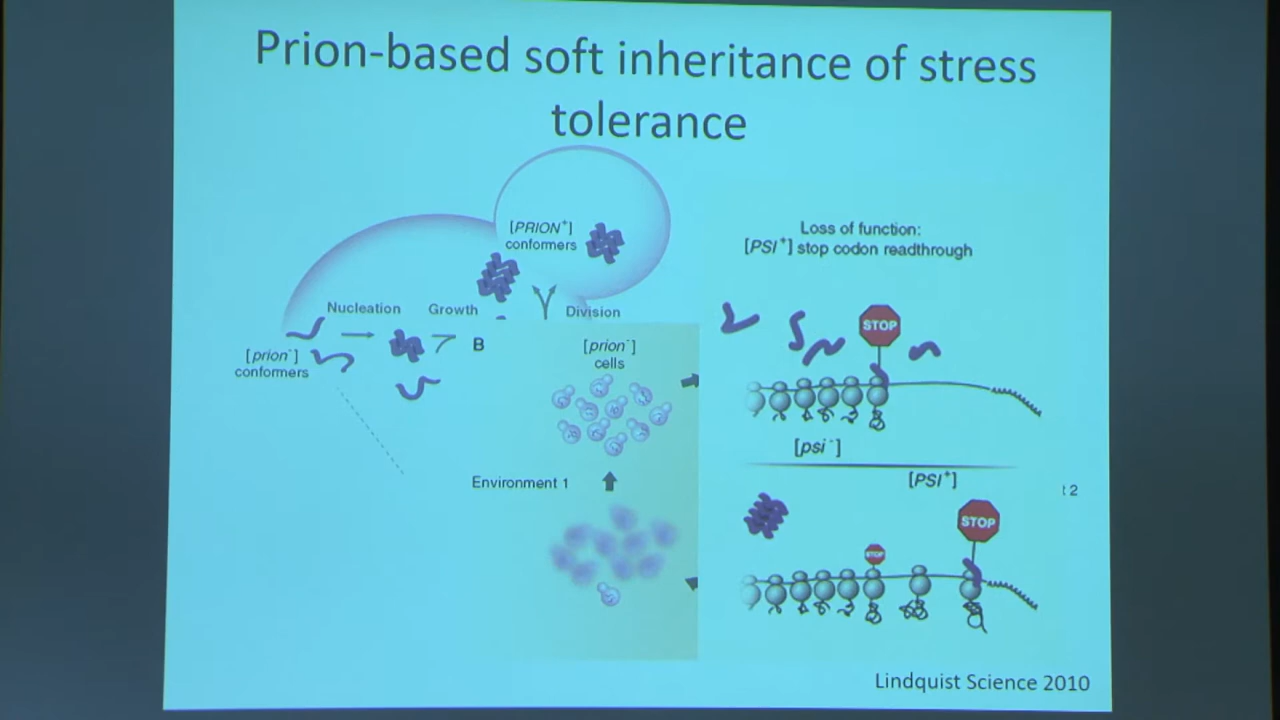 Prion-based soft inheritance of stress
tolerance
[PRION⁺]
conformers
Nucleation
Growth
Division
[prion⁻]
conformers
B
[prion⁻]
cells
Environment 1
Loss of function:
[PSI⁺] stop codon readthrough
STOP
[psi⁻]
[PSI⁺]
STOP
STOP
t 2
Lindquist Science 2010